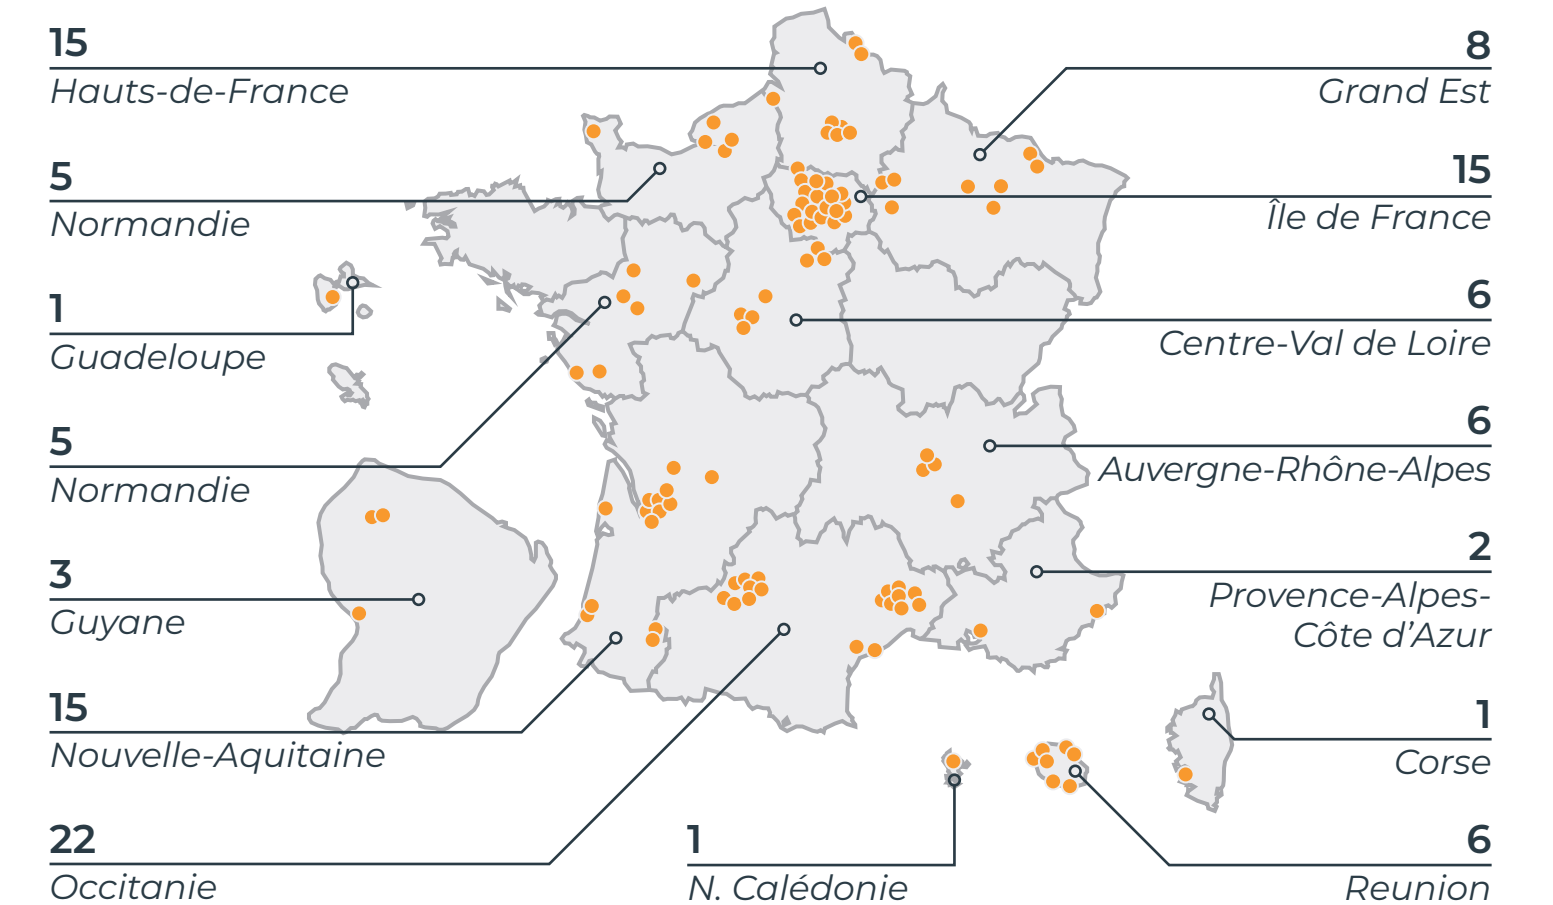 15
Hauts-de-France
5
Normandie
1
Guadeloupe
5
Normandie
3
Guyane
15
Nouvelle-Aquitaine
22
Occitanie
1
N. Calédonie
8
Grand Est
15
Île de France
6
Centre-Val de Loire
6
Auvergne-Rhône-Alpes
2
Provence-Alpes-
Côte d’Azur
1
Corse
6
Reunion